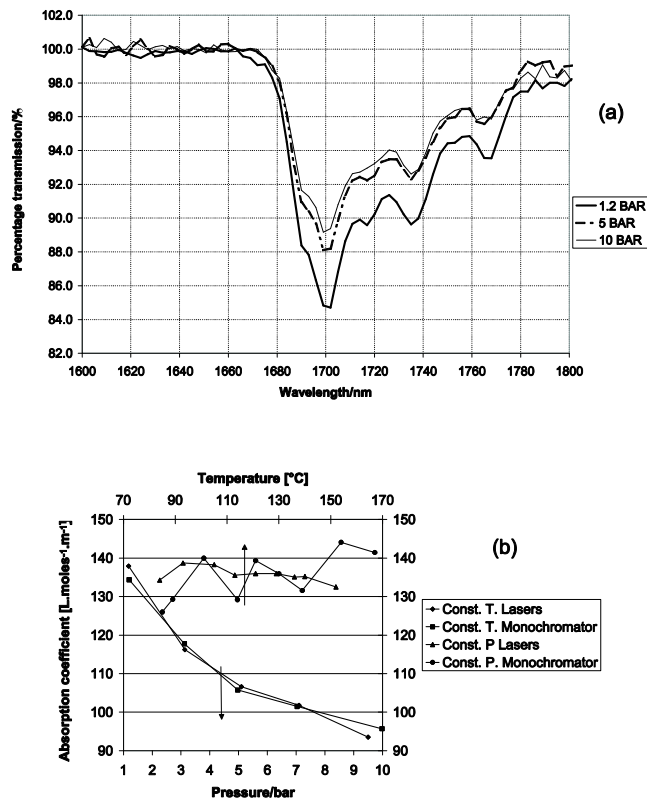 102.0
100.0
98.0
96.0
94.0
92.0
90.0
88.0
86.0
84.0
82.0
Percentage transmission/%
1600 1620 1640 1660 1680 1700 1720 1740 1760 1780 1800
Wavelength/nm
(a)
1.2 BAR
5 BAR
10 BAR
Temperature [°C]
70 90 110 130 150 170
150 150
140 140
130 130
120 120
110 110
100 100
90 90
Absorption coefficient [L.moles-1.m-1]
1 2 3 4 5 6 7 8 9 10
Pressure/bar
(b)
Const. T. Lasers
Const. T. Monochromator
Const. P Lasers
Const. P. Monochromator